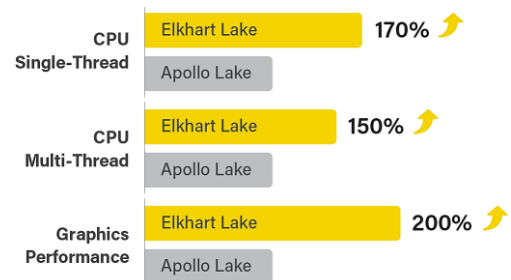 CPU
Single-Thread
Elkhart Lake
170%
Apollo Lake
CPU
Multi-Thread
Elkhart Lake
150%
Apollo Lake
Graphics
Performance
Elkhart Lake
200%
Apollo Lake